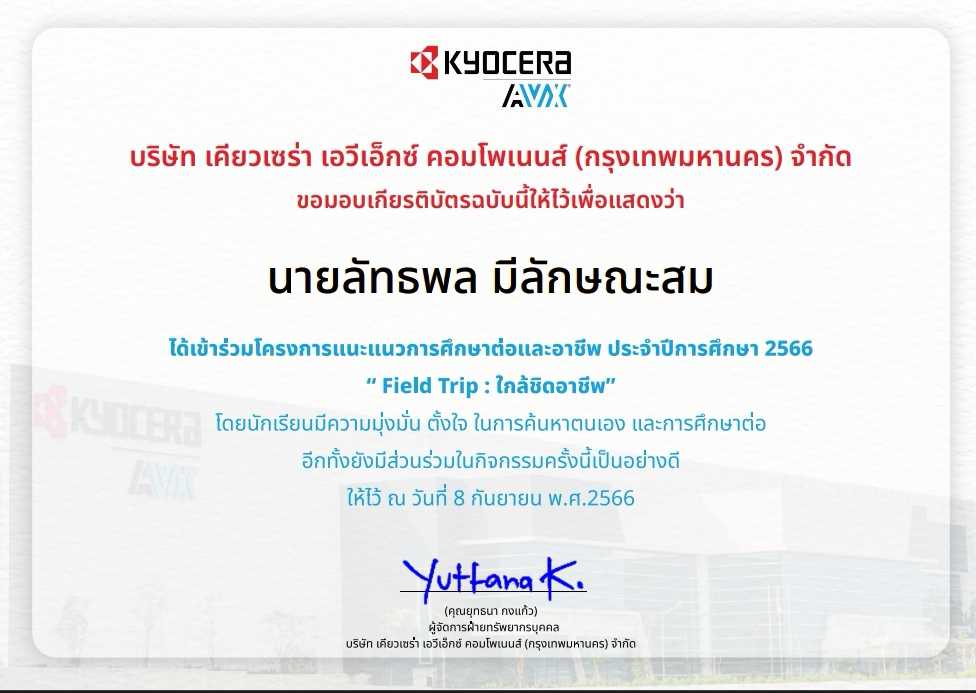 KYOCERA
AVX
บริษัท เคียวเซร่า เอวีเอ็กซ์ คอมโพเนนส์ (กรุงเทพมหานคร) จำกัด
ขอมอบเกียรติบัตรฉบับนี้ให้ไว้เพื่อแสดงว่า
นายลัทธพล มีลักษณะสม
ได้เข้าร่วมโครงการแนะแนวการศึกษาต่อและอาชีพ ประจำปีการศึกษา 2566
“ Field Trip : ใกล้ชิดอาชีพ”
โดยนักเรียนมีความมุ่งมั่น ตั้งใจ ในการค้นหาตนเอง และการศึกษาต่อ
อีกทั้งยังมีส่วนร่วมในกิจกรรมครั้งนี้เป็นอย่างดี
ให้ไว้ ณ วันที่ 8 กันยายน พ.ศ.2566
KYOCERA
AVX
Yuttana K.
(คุณยุทธนา กงแก้ว)
ผู้จัดการฝ่ายทรัพยากรบุคคล
บริษัท เคียวเซร่า เอวีเอ็กซ์ คอมโพเนนส์ (กรุงเทพมหานคร) จำกัด